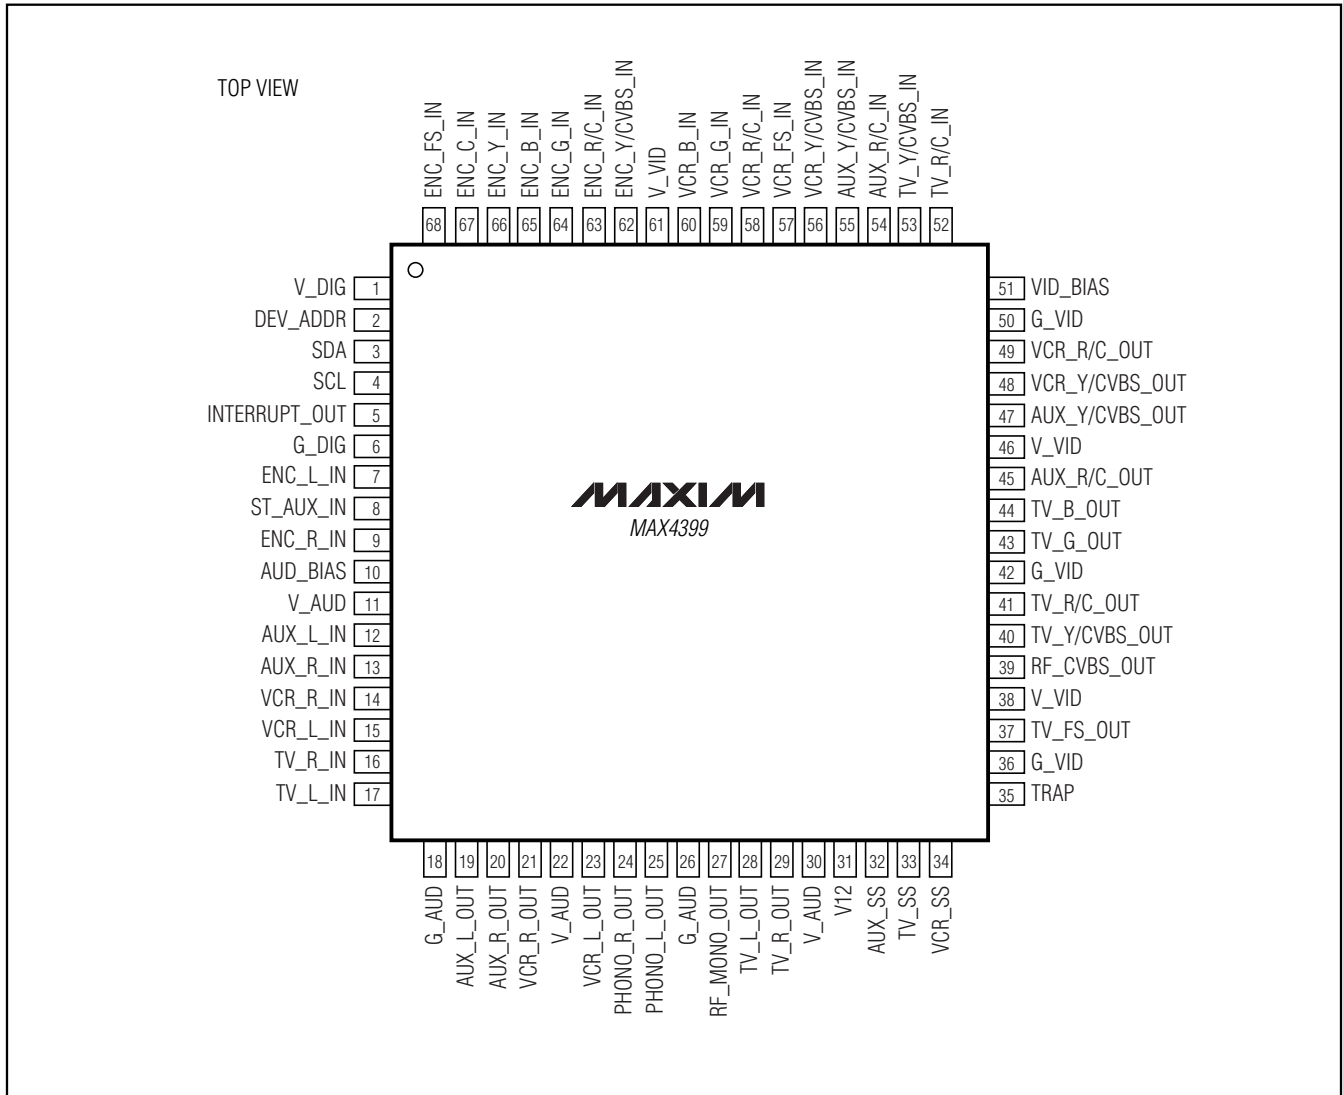 TOP VIEW
ENC_FS_IN
ENC_C_IN
ENC_Y_IN
ENC_B_IN
ENC_G_IN
ENC_R/C_IN
ENC_Y/CVBS_IN
V_VID
VCR_B_IN
VCR_G_IN
VCR_R/C_IN
VCR_FS_IN
VCR_Y/CVBS_IN
AUX_Y/CVBS_IN
AUX_R/C_IN
TV_Y/CVBS_IN
TV_R/C_IN
68 67 66 65 64 63 62 61 60 59 58 57 56 55 54 53 52
V_DIG 1
DEV_ADDR 2
SDA 3
SCL 4
INTERRUPT_OUT 5
G_DIG 6
ENC_L_IN 7
ST_AUX_IN 8
ENC_R_IN 9
AUD_BIAS 10
V_AUD 11
AUX_L_IN 12
AUX_R_IN 13
VCR_R_IN 14
VCR_L_IN 15
TV_R_IN 16
TV_L_IN 17
MAXIM
MAX4399
51 VID_BIAS
50 G_VID
49 VCR_R/C_OUT
48 VCR_Y/CVBS_OUT
47 AUX_Y/CVBS_OUT
46 V_VID
45 AUX_R/C_OUT
44 TV_B_OUT
43 TV_G_OUT
42 G_VID
41 TV_R/C_OUT
40 TV_Y/CVBS_OUT
39 RF_CVBS_OUT
38 V_VID
37 TV_FS_OUT
36 G_VID
35 TRAP
18 19 20 21 22 23 24 25 26 27 28 29 30 31 32 33 34
G_AUD
AUX_L_OUT
AUX_R_OUT
VCR_R_OUT
V_AUD
VCR_L_OUT
PHONO_R_OUT
PHONO_L_OUT
G_AUD
RF_MONO_OUT
TV_L_OUT
TV_R_OUT
V_AUD
V12
AUX_SS
TV_SS
VCR_SS